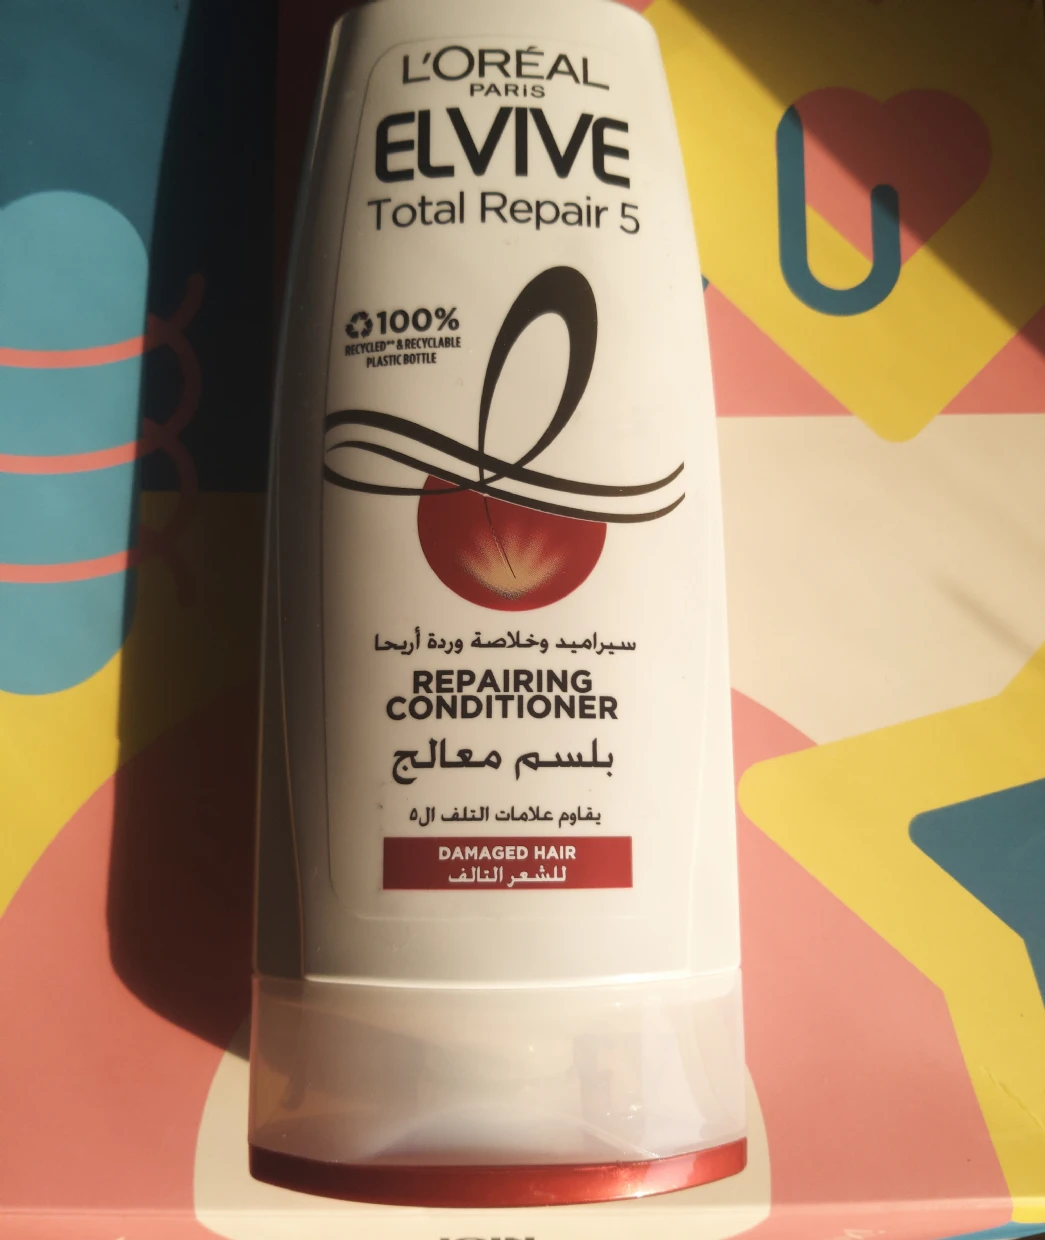 L'ORÉAL
PARIS
ELVIVE
Total Repair 5
100%
RECYCLED** & RECYCLABLE
PLASTIC BOTTLE
سيراميد وخلاصة وردة أريحا
REPAIRING
CONDITIONER
بلسم معالج
يقاوم علامات التلف ال٥
DAMAGED HAIR
للشعر التالف